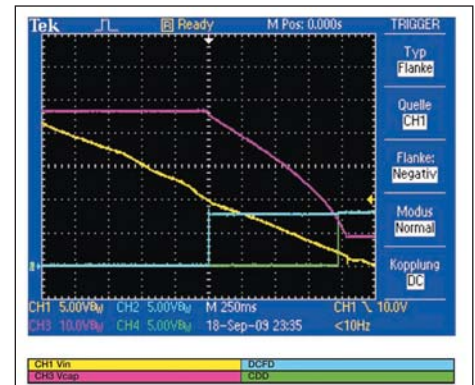 Tek Ready M Pos: 0.000s TRIGGER
Typ
Flanke
Quelle
CH1
Flanke:
Negativ
Modus
Normal
Kopplung
DC
CH1 5.00VBW CH2 5.00VBW M 250ms CH1 10.0V
CH3 10.0VBW CH4 5.00VBW 18-Sep-09 23:35 <10Hz
CH1 Vin DCFD
CH3 Vcap CDD